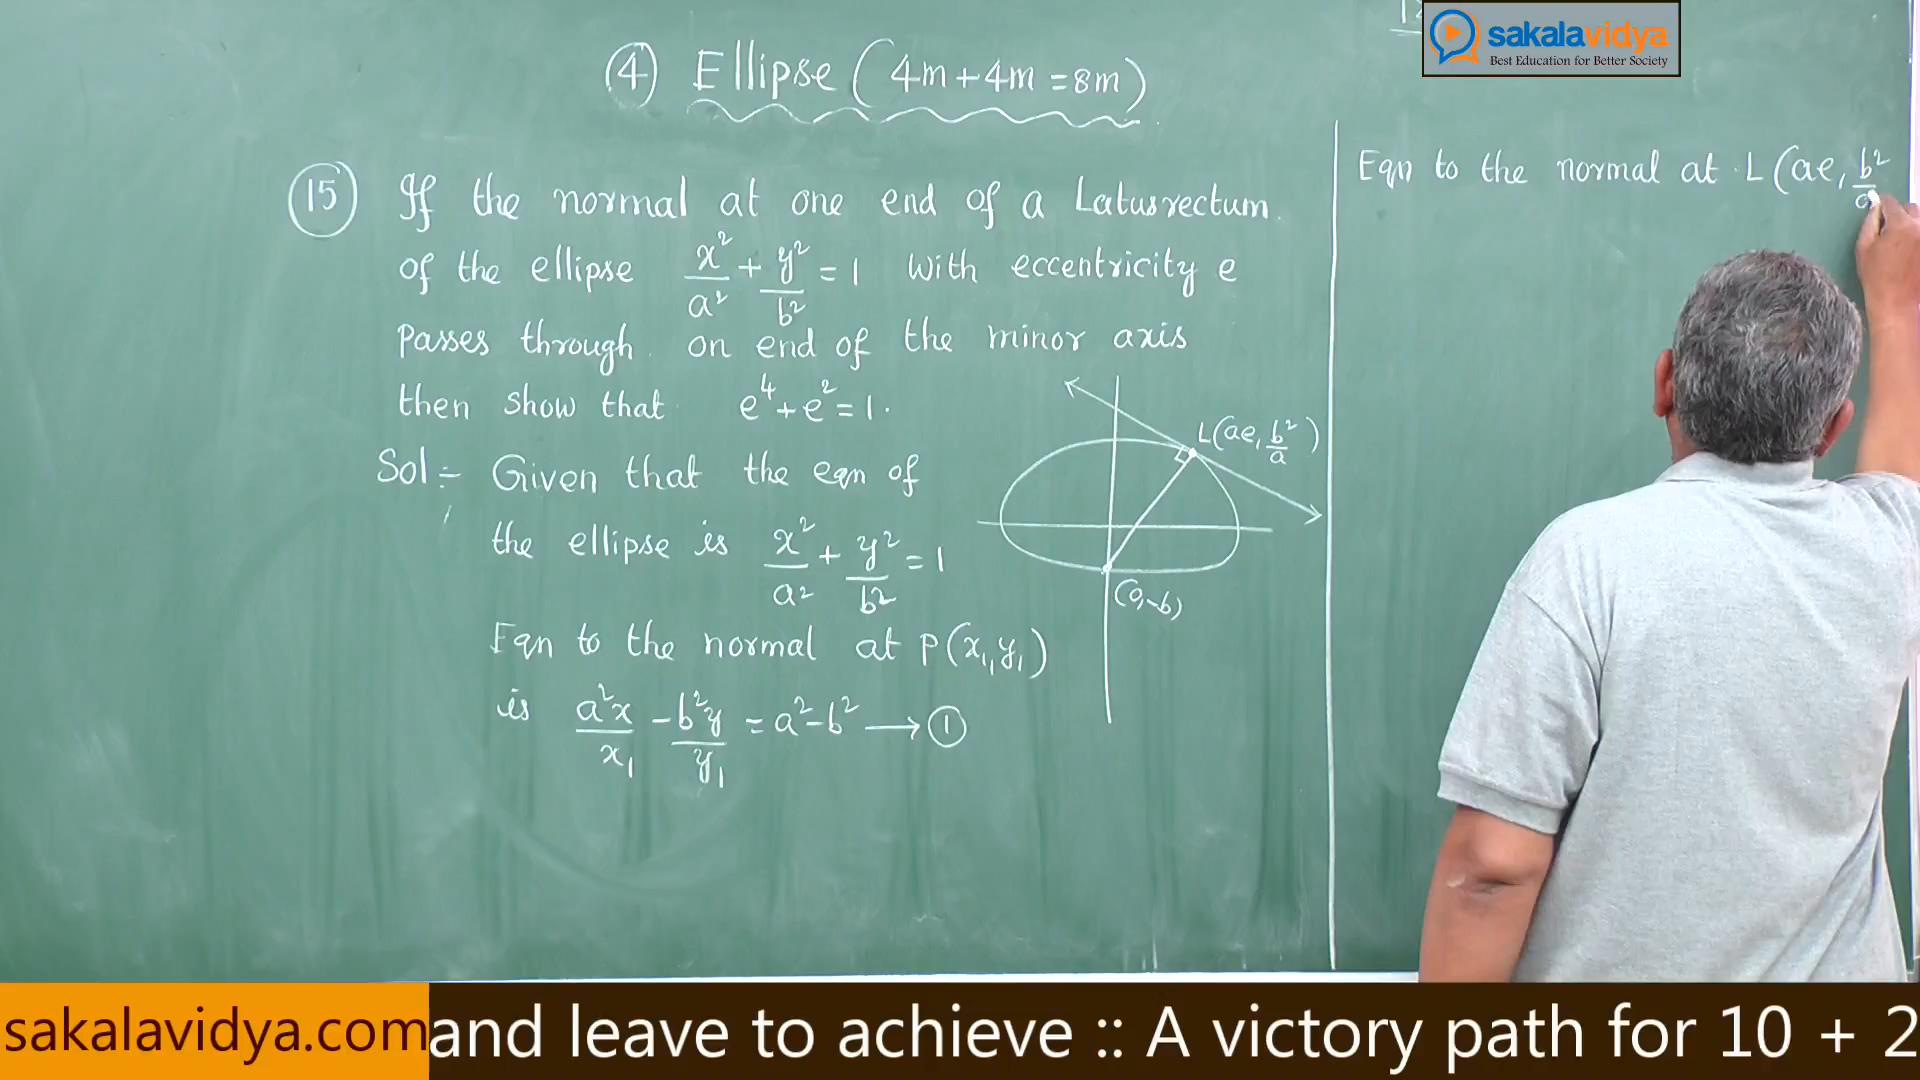 ④ Ellipse (4m+4m=8m)
⑮ If the normal at one end of a Latusrectum.
of the ellipse x²/a² + y²/b² = 1 with eccentricity e
passes through on end of the minor axis
then show that e⁴+e²=1.
Sol:- Given that the eqn of
the ellipse is x²/a² + y²/b² = 1
Eqn to the normal at P(x₁,y₁)
is a²x/x₁ - b²y/y₁ = a²-b² → ①
L(ae, b²/a)
(0,-b)
Eqn to the normal at L(ae, b²/a
sakalavidya
Best Education for Better Society
sakalavidya.com and leave to achieve :: A victory path for 10 + 2